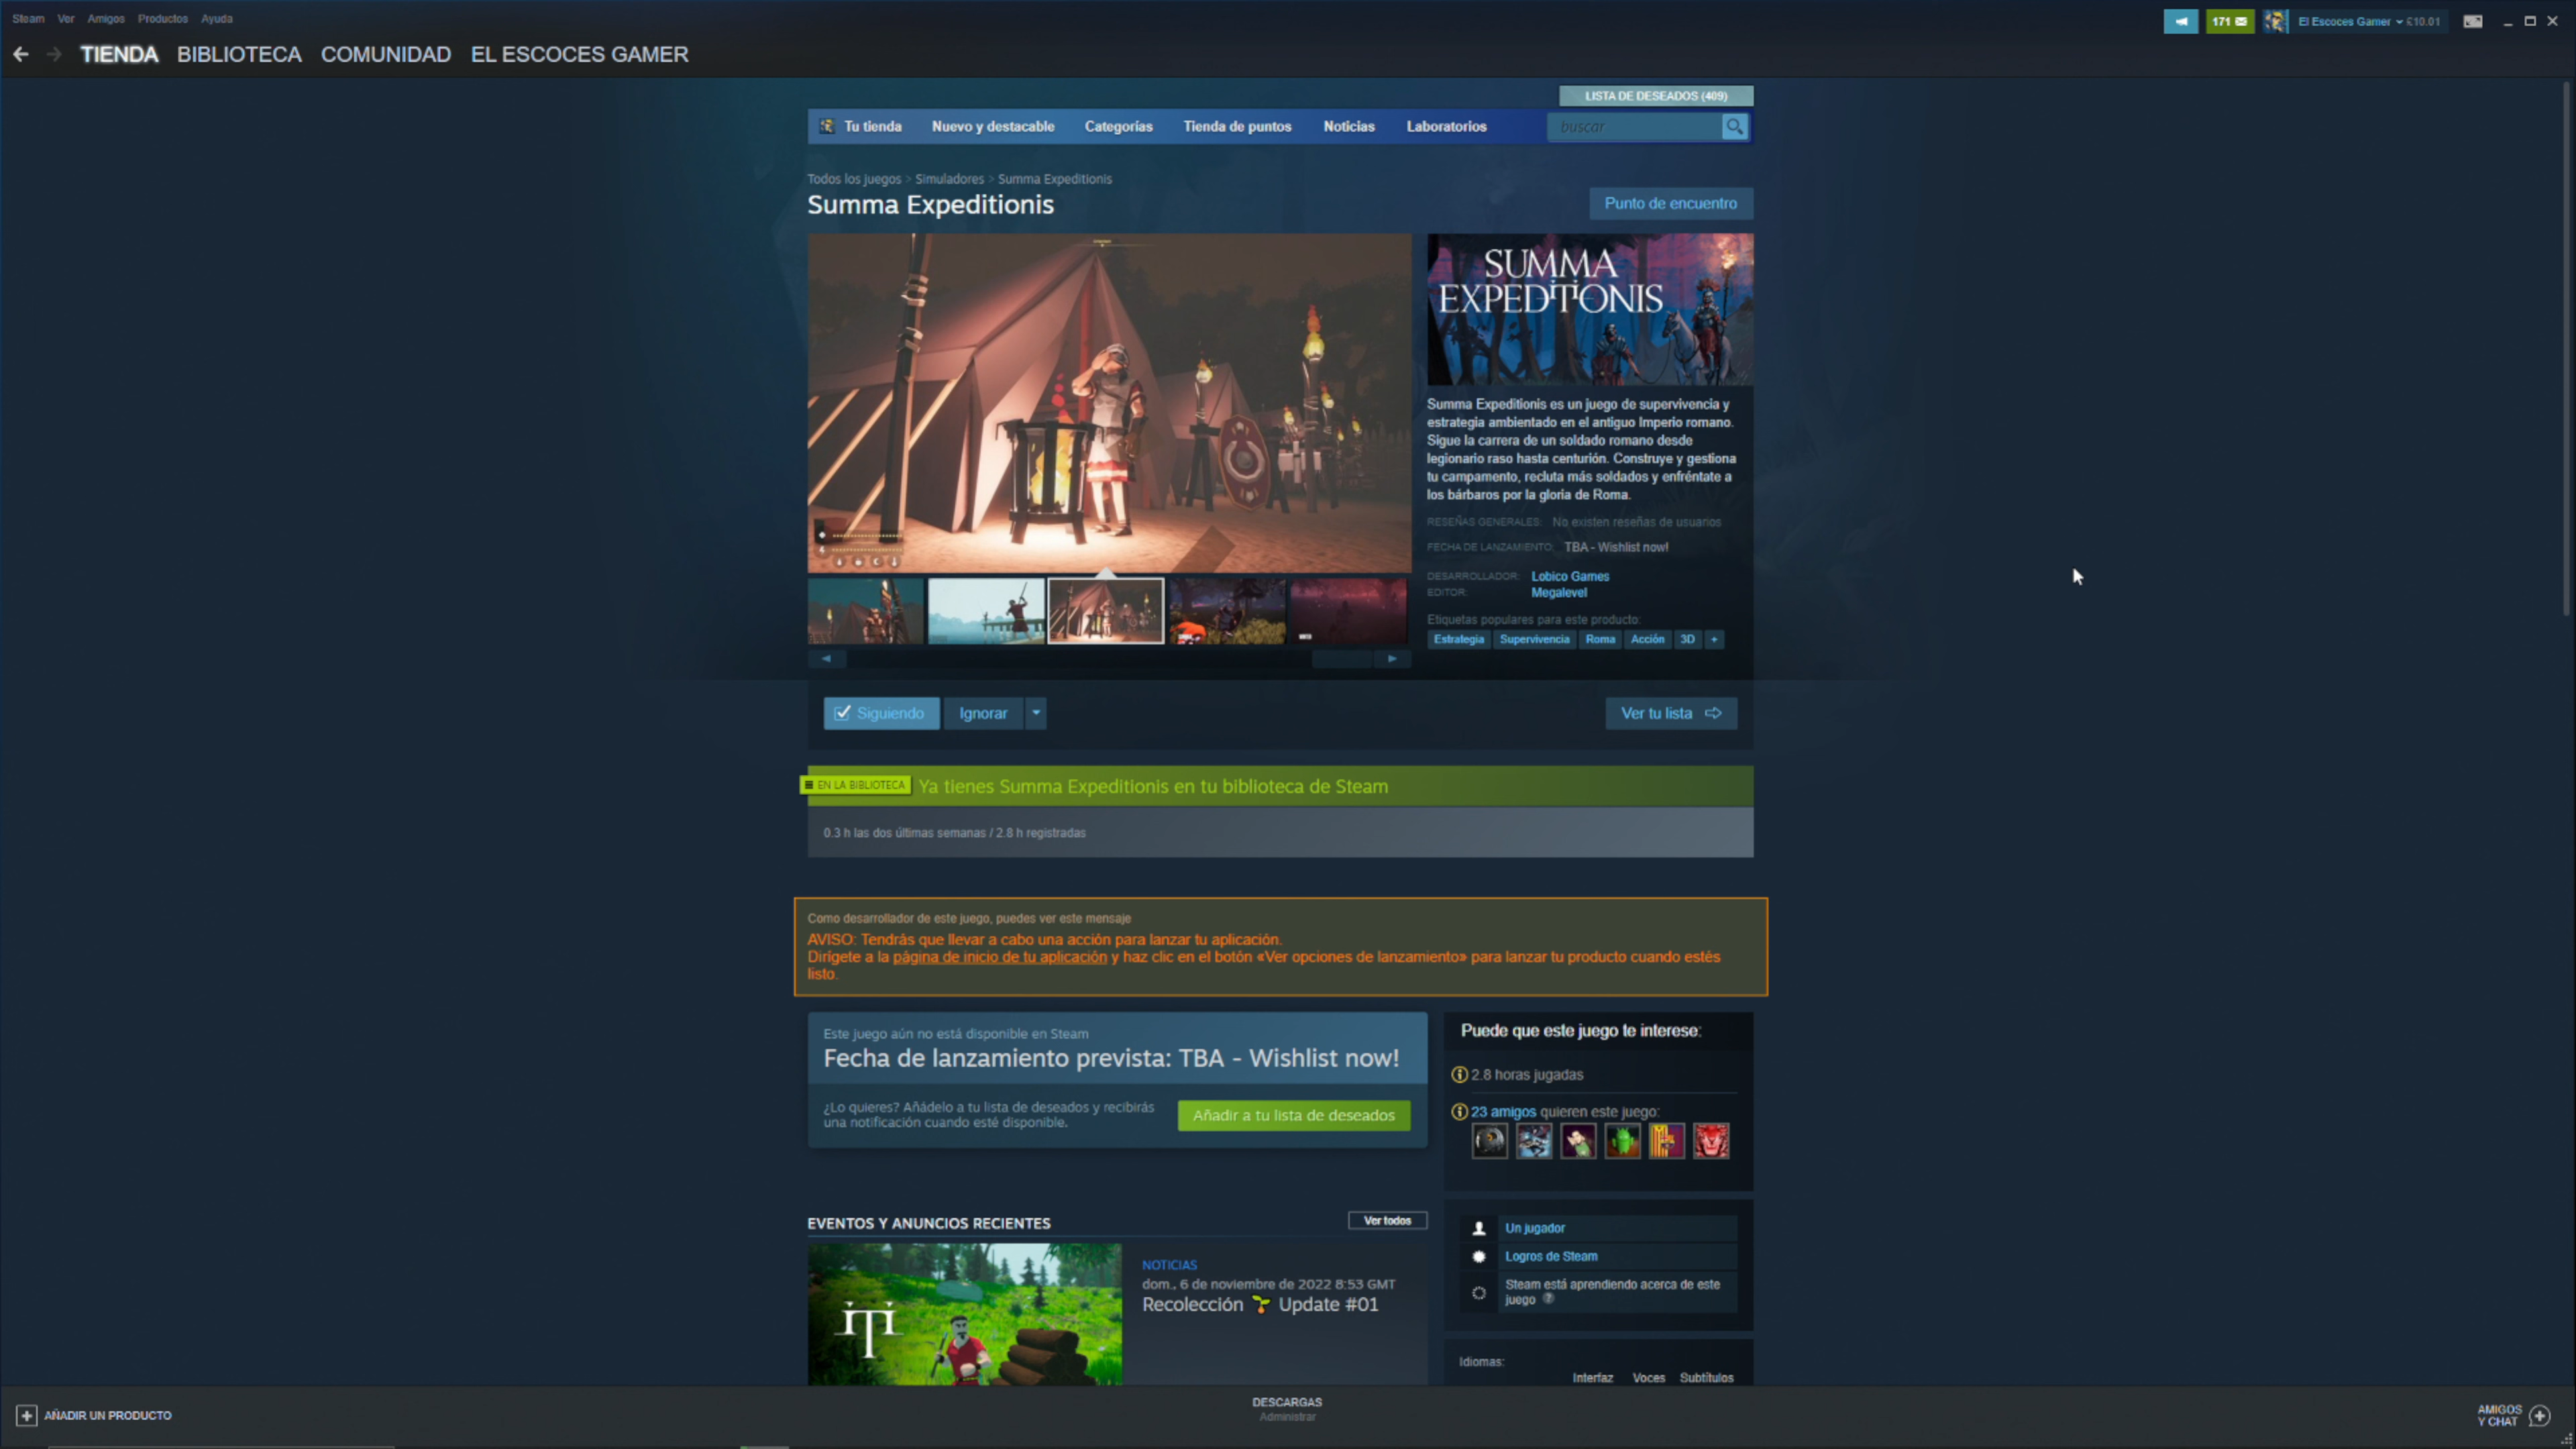 Steam Ver Amigos Productos Ayuda
171
El Escoces Gamer £10.01
TIENDA BIBLIOTECA COMUNIDAD EL ESCOCES GAMER
LISTA DE DESEADOS (409)
Tu tienda Nuevo y destacable Categorías Tienda de puntos Noticias Laboratorios
buscar
Todos los juegos > Simuladores > Summa Expeditionis
Summa Expeditionis
Punto de encuentro
SUMMA
EXPEDITIONIS
Summa Expeditionis es un juego de supervivencia y
estrategia ambientado en el antiguo Imperio romano.
Sigue la carrera de un soldado romano desde
legionario raso hasta centurión. Construye y gestiona
tu campamento, recluta más soldados y enfréntate a
los bárbaros por la gloria de Roma.
RESEÑAS GENERALES: No existen reseñas de usuarios
FECHA DE LANZAMIENTO: TBA - Wishlist now!
DESARROLLADOR: Lobico Games
EDITOR: Megalevel
Etiquetas populares para este producto:
Estrategia Supervivencia Roma Acción 3D +
Siguiendo Ignorar
Ver tu lista
EN LA BIBLIOTECA Ya tienes Summa Expeditionis en tu biblioteca de Steam
0.3 h las dos últimas semanas / 2.8 h registradas
Como desarrollador de este juego, puedes ver este mensaje
AVISO: Tendrás que llevar a cabo una acción para lanzar tu aplicación.
Dirígete a la página de inicio de tu aplicación y haz clic en el botón «Ver opciones de lanzamiento» para lanzar tu producto cuando estés
listo.
Este juego aún no está disponible en Steam
Fecha de lanzamiento prevista: TBA - Wishlist now!
¿Lo quieres? Añádelo a tu lista de deseados y recibirás
una notificación cuando esté disponible.
Añadir a tu lista de deseados
Puede que este juego te interese:
2.8 horas jugadas
23 amigos quieren este juego:
EVENTOS Y ANUNCIOS RECIENTES
Ver todos
NOTICIAS
dom., 6 de noviembre de 2022 8:53 GMT
Recolección 🌱 Update #01
Un jugador
Logros de Steam
Steam está aprendiendo acerca de este
juego ?
Idiomas:
Interfaz Voces Subtítulos
AÑADIR UN PRODUCTO
DESCARGAS
Administrar
AMIGOS
Y CHAT